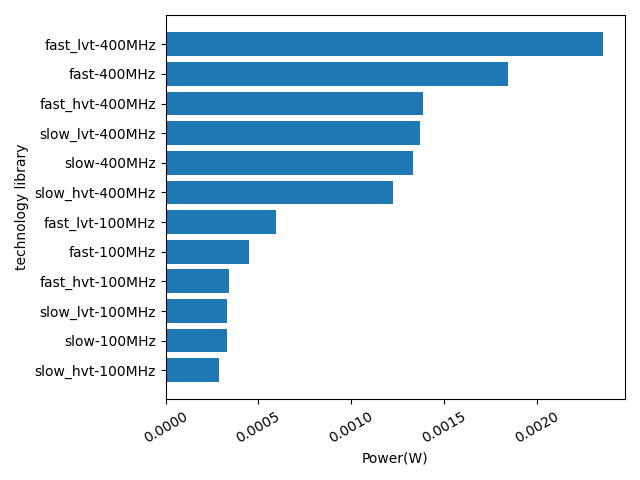 fast_lvt-400MHz
fast-400MHz
fast_hvt-400MHz
slow_lvt-400MHz
slow-400MHz
slow_hvt-400MHz
fast_lvt-100MHz
fast-100MHz
fast_hvt-100MHz
slow_lvt-100MHz
slow-100MHz
slow_hvt-100MHz
technology library
0.0000 0.0005 0.0010 0.0015 0.0020
Power(W)